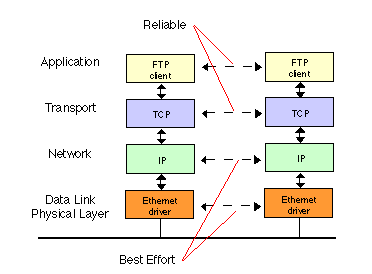 Reliable
Application
FTP
client
FTP
client
Transport
TCP
TCP
Network
IP
IP
Data Link
Physical Layer
Ethernet
driver
Ethernet
driver
Best Effort